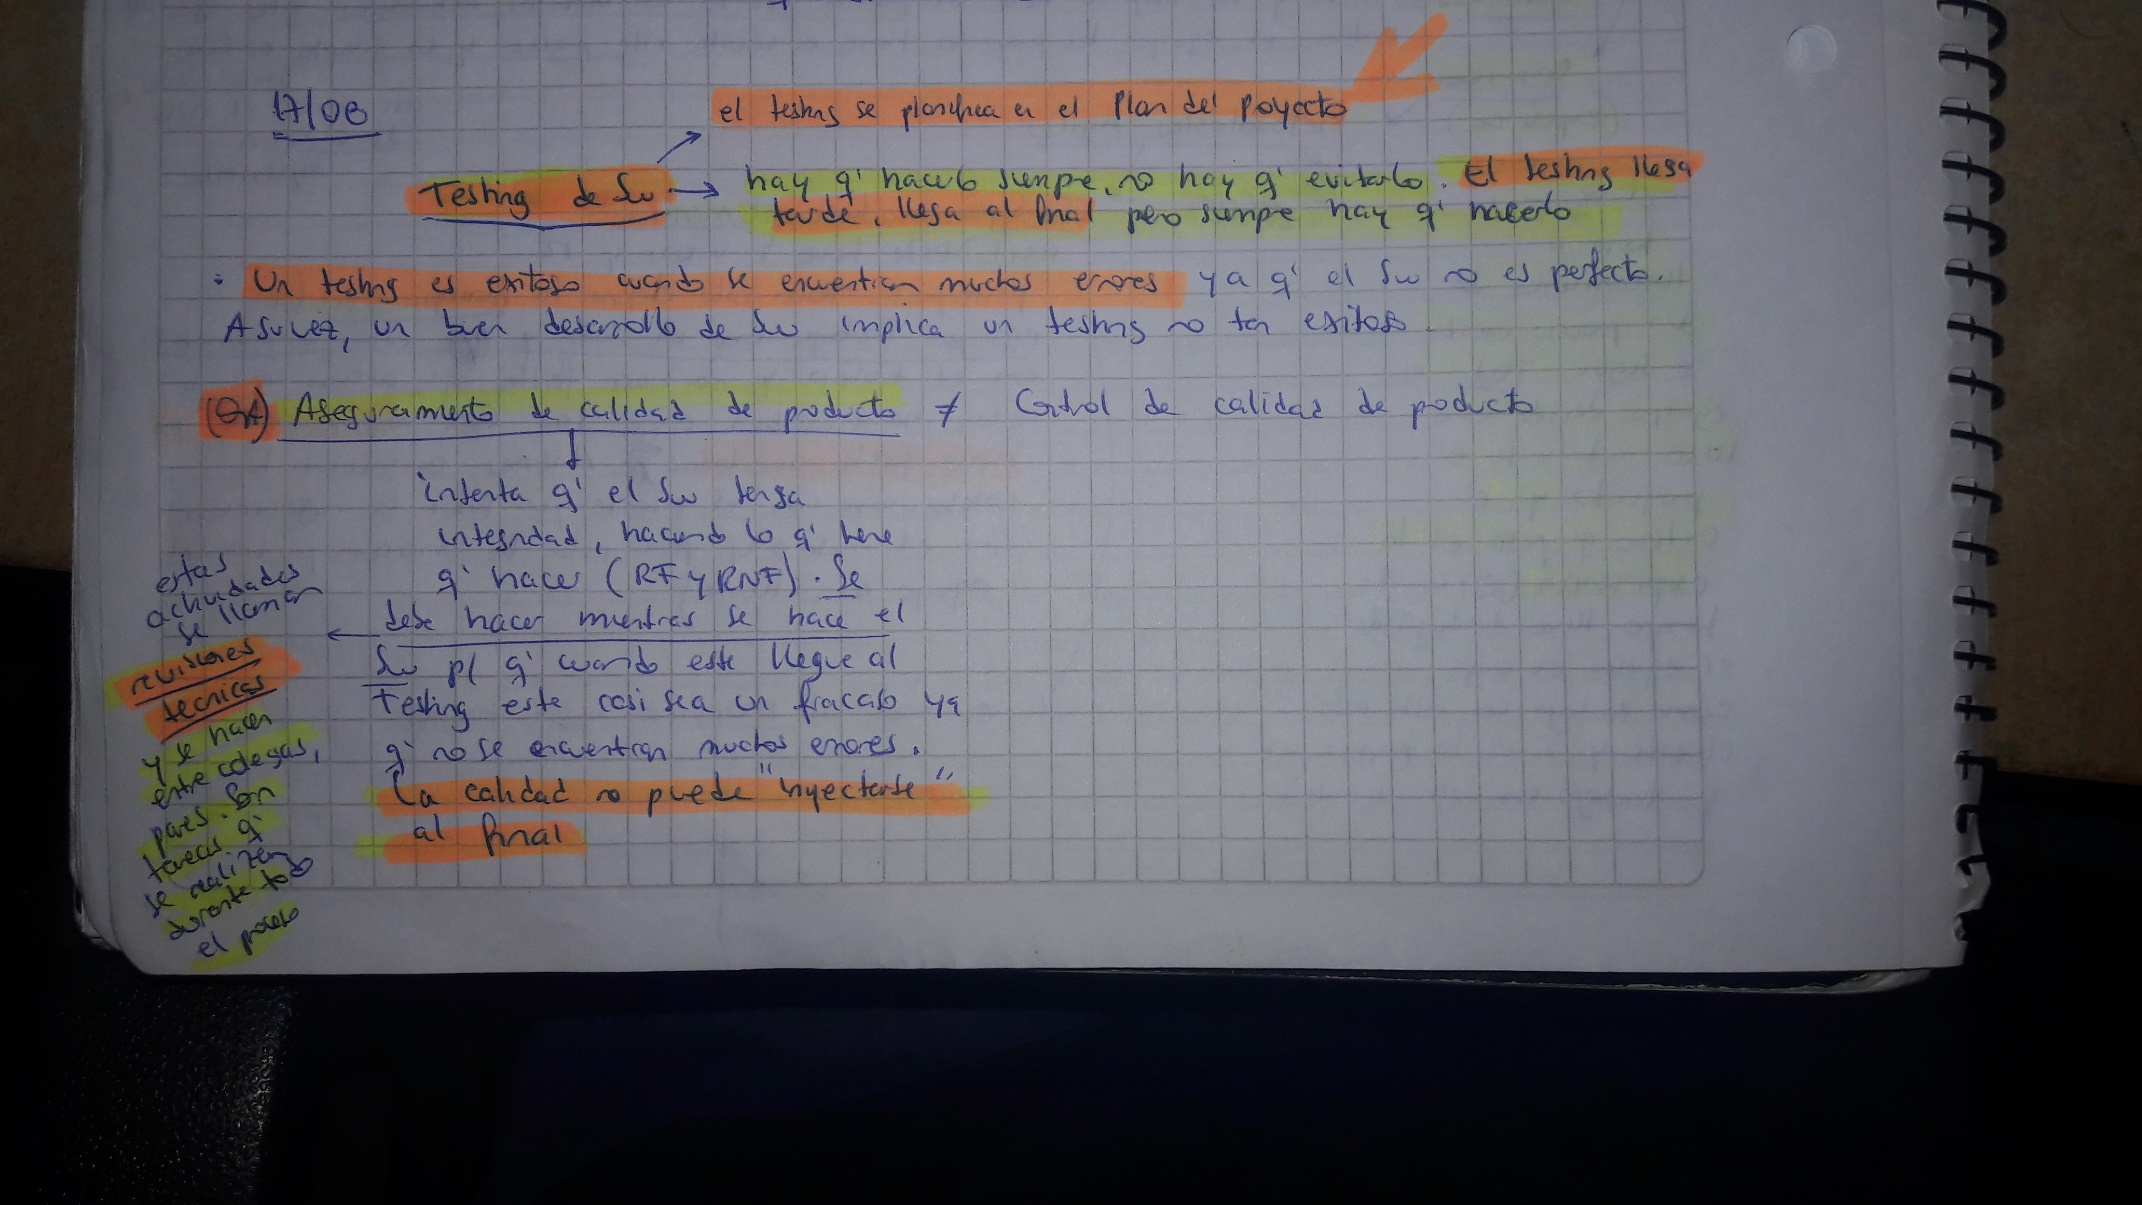 17/08
el testing se planifica en el Plan del Proyecto
Testing de Sw → hay q' hacerlo siempre, no hay q' evitarlo. El testing llega
tarde, llega al final pero siempre hay q' hacerlo
: Un testing es exitoso cuando se encuentran muchos errores ya q' el Sw no es perfecto.
A su vez, un buen desarrollo de Sw implica un testing no tan exitoso.
(QA) Aseguramiento de calidad de producto ≠ Control de calidad de producto
intenta q' el Sw tenga
integridad, haciendo lo q' tiene
q' hacer (RF y RNF). Se
debe hacer mientras se hace el
Sw p/ q' cuando este llegue al
Testing este casi sea un fracaso ya
q' no se encuentran muchos errores.
La calidad no puede "inyectarse"
al final
estas
actividades
se llaman
revisiones
tecnicas
y se hacen
entre colegas,
pares. Son
tareas q'
se realizan
durante todo
el proceso